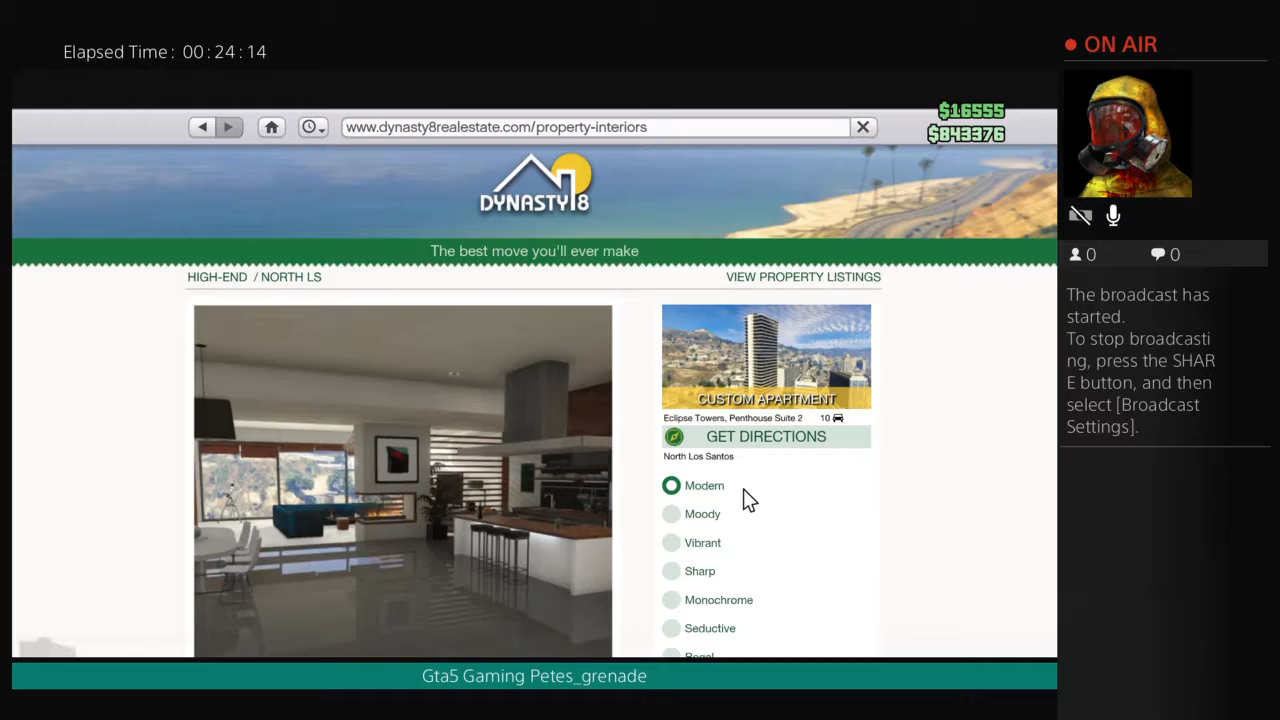 Elapsed Time: 00:24:14
ON AIR
$16555
$843376
www.dynasty8realestate.com/property-interiors
DYNASTY8
The best move you'll ever make
HIGH-END / NORTH LS
VIEW PROPERTY LISTINGS
CUSTOM APARTMENT
Eclipse Towers, Penthouse Suite 2 10
GET DIRECTIONS
North Los Santos
Modern
Moody
Vibrant
Sharp
Monochrome
Seductive
Regal
0 0
The broadcast has
started.
To stop broadcasti
ng, press the SHAR
E button, and then
select [Broadcast
Settings].
Gta5 Gaming Petes_grenade